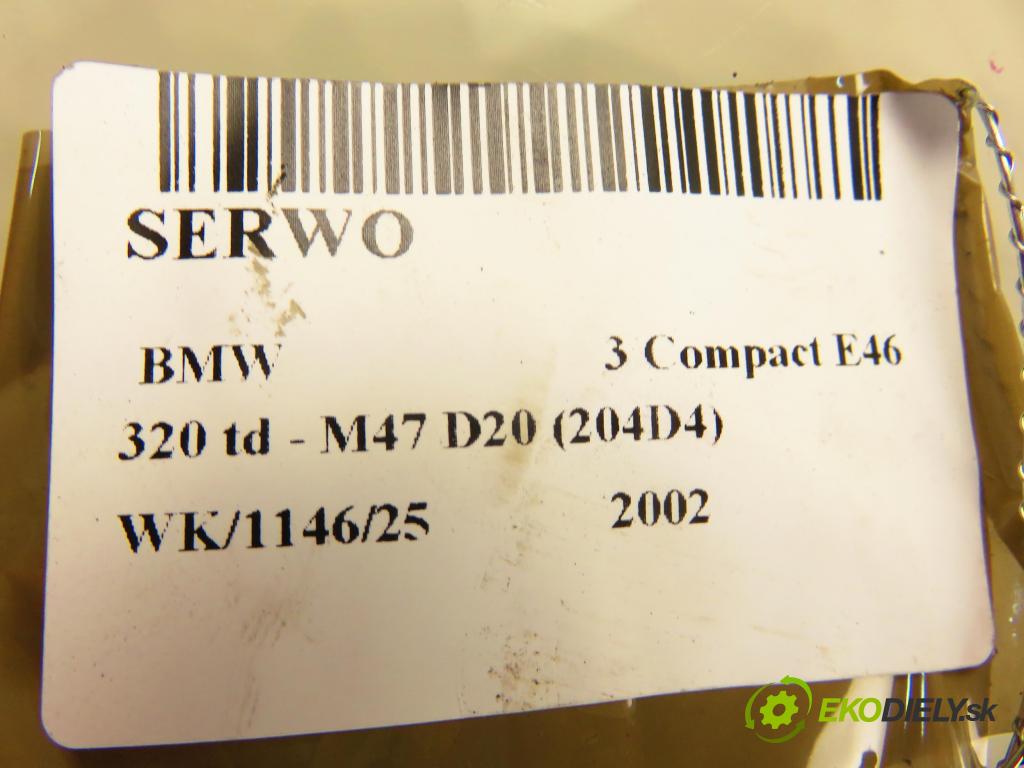 SERWO
BMW 3 Compact E46
320 td - M47 D20 (204D4)
WK/1146/25 2002
EKODIELY.sk